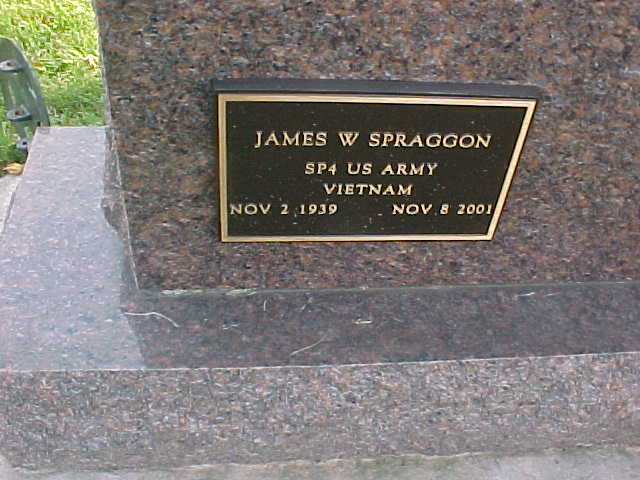 JAMES W SPRAGGON
SP4 US ARMY
VIETNAM
NOV 2 1939 NOV 8 2001